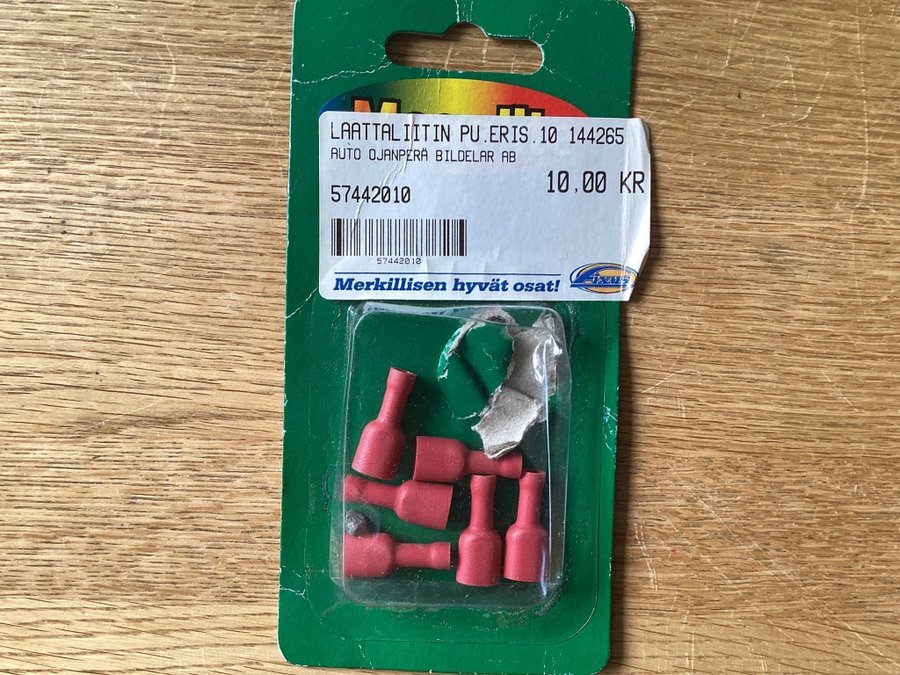 LAATTALIITIN PU.ERIS.10 144265
AUTO OJANPERÄ BILDELAR AB
10,00 KR
57442010
57442010
Merkillisen hyvät osat!